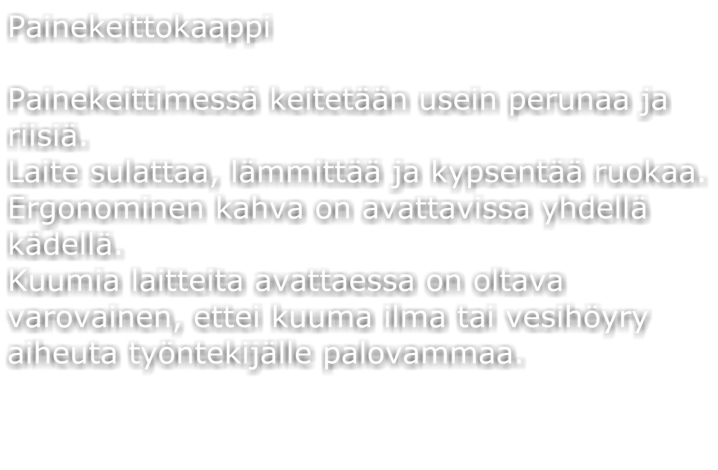 Painekeittokaappi
Painekeittimessä keitetään usein perunaa ja
riisiä.
Laite sulattaa, lämmittää ja kypsentää ruokaa.
Ergonominen kahva on avattavissa yhdellä
kädellä.
Kuumia laitteita avattaessa on oltava
varovainen, ettei kuuma ilma tai vesihöyry
aiheuta työntekijälle palovammaa.